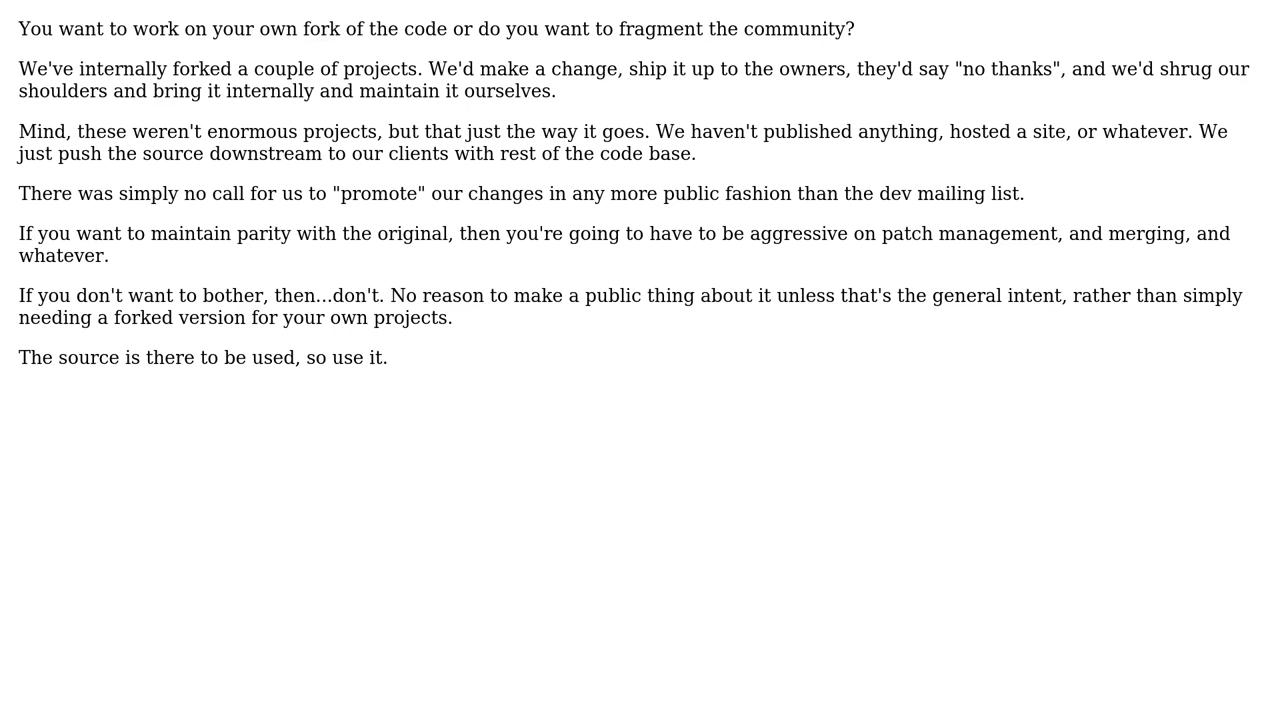 You want to work on your own fork of the code or do you want to fragment the community?
We've internally forked a couple of projects. We'd make a change, ship it up to the owners, they'd say "no thanks", and we'd shrug our
shoulders and bring it internally and maintain it ourselves.
Mind, these weren't enormous projects, but that just the way it goes. We haven't published anything, hosted a site, or whatever. We
just push the source downstream to our clients with rest of the code base.
There was simply no call for us to "promote" our changes in any more public fashion than the dev mailing list.
If you want to maintain parity with the original, then you're going to have to be aggressive on patch management, and merging, and
whatever.
If you don't want to bother, then...don't. No reason to make a public thing about it unless that's the general intent, rather than simply
needing a forked version for your own projects.
The source is there to be used, so use it.